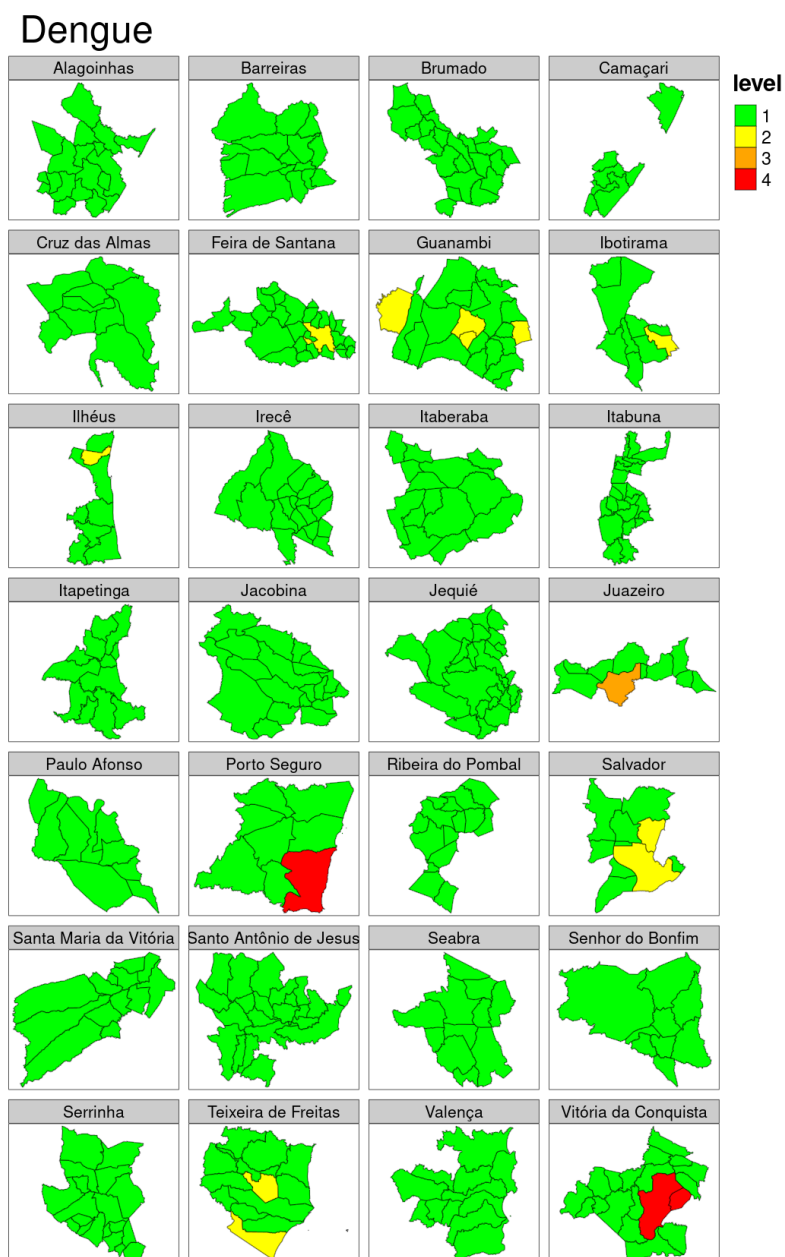 Dengue
Alagoinhas
Barreiras
Brumado
Camaçari
level
1
2
3
4
Cruz das Almas
Feira de Santana
Guanambi
Ibotirama
Ilhéus
Irecê
Itaberaba
Itabuna
Itapetinga
Jacobina
Jequié
Juazeiro
Paulo Afonso
Porto Seguro
Ribeira do Pombal
Salvador
Santa Maria da Vitória
Santo Antônio de Jesus
Seabra
Senhor do Bonfim
Serrinha
Teixeira de Freitas
Valença
Vitória da Conquista